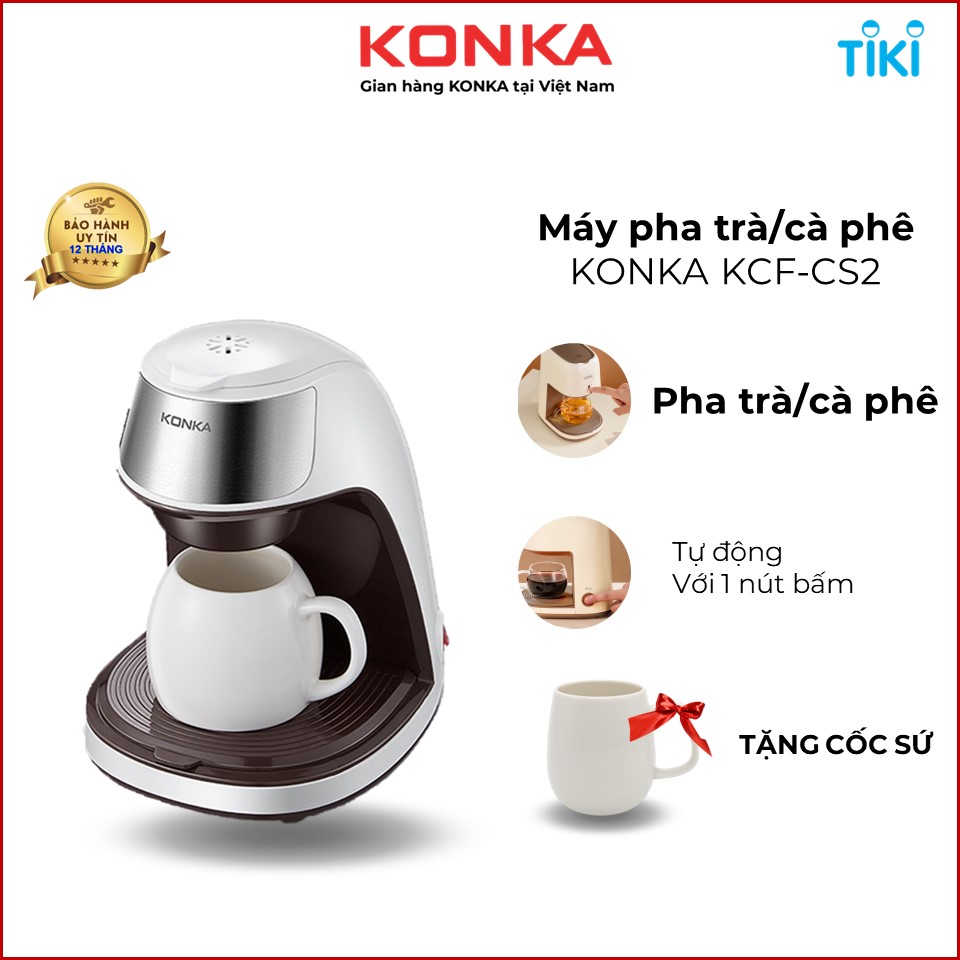 KONKA
Gian hàng KONKA tại Việt Nam
TiKi
BẢO HÀNH
UY TÍN
12 THÁNG
Máy pha trà/cà phê
KONKA KCF-CS2
KONKA
Pha trà/cà phê
Tự động
Với 1 nút bấm
TẶNG CỐC SỨ